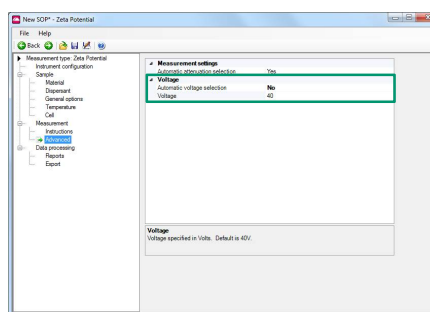 New SOP* - Zeta Potential
File Help
Back
Measurement type: Zeta Potential
Instrument configuration
Sample
Material
Dispersant
General options
Temperature
Cell
Measurement
Instructions
Advanced
Data processing
Reports
Export
Measurement settings
Automatic attenuation selection Yes
Voltage
Automatic voltage selection No
Voltage 40
Voltage
Voltage specified in Volts. Default is 40V.